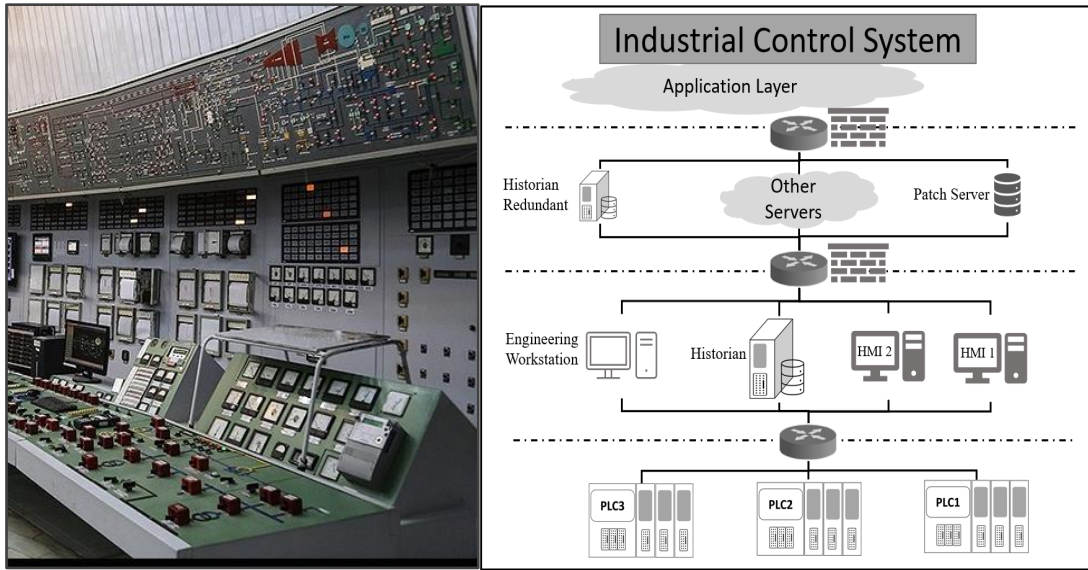 Industrial Control System
Application Layer
Historian
Redundant
Other
Servers
Patch Server
Engineering
Workstation
Historian
HMI 2
HMI 1
PLC3
PLC2
PLC1